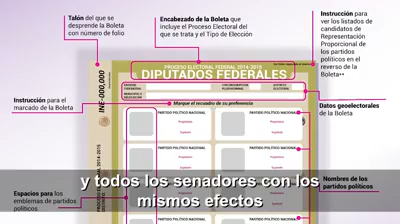 Talón del que se
desprende la Boleta
con número de folio
Encabezado de la Boleta que
incluye el Proceso Electoral del
que se trata y el Tipo de Elección
Instrucción para
ver los listados de
candidatos de
Representación
Proporcional de
los partidos
políticos en el
reverso de la
Boleta**
PROCESO ELECTORAL FEDERAL 2014-2015
DIPUTADOS FEDERALES
INE-000,000
Instrucción para el
marcado de la Boleta
Marque el recuadro de su preferencia
Datos geoelectorales
de la Boleta
PARTIDO POLÍTICO NACIONAL
Propietario/a
Suplente
PARTIDO POLÍTICO NACIONAL
Propietario/a
Suplente
PARTIDO POLÍTICO NACIONAL
PARTIDO POLÍTICO NACIONAL
Nombres de los
partidos políticos
y todos los senadores con los
mismos efectos
Espacios para los
emblemas de partidos
políticos